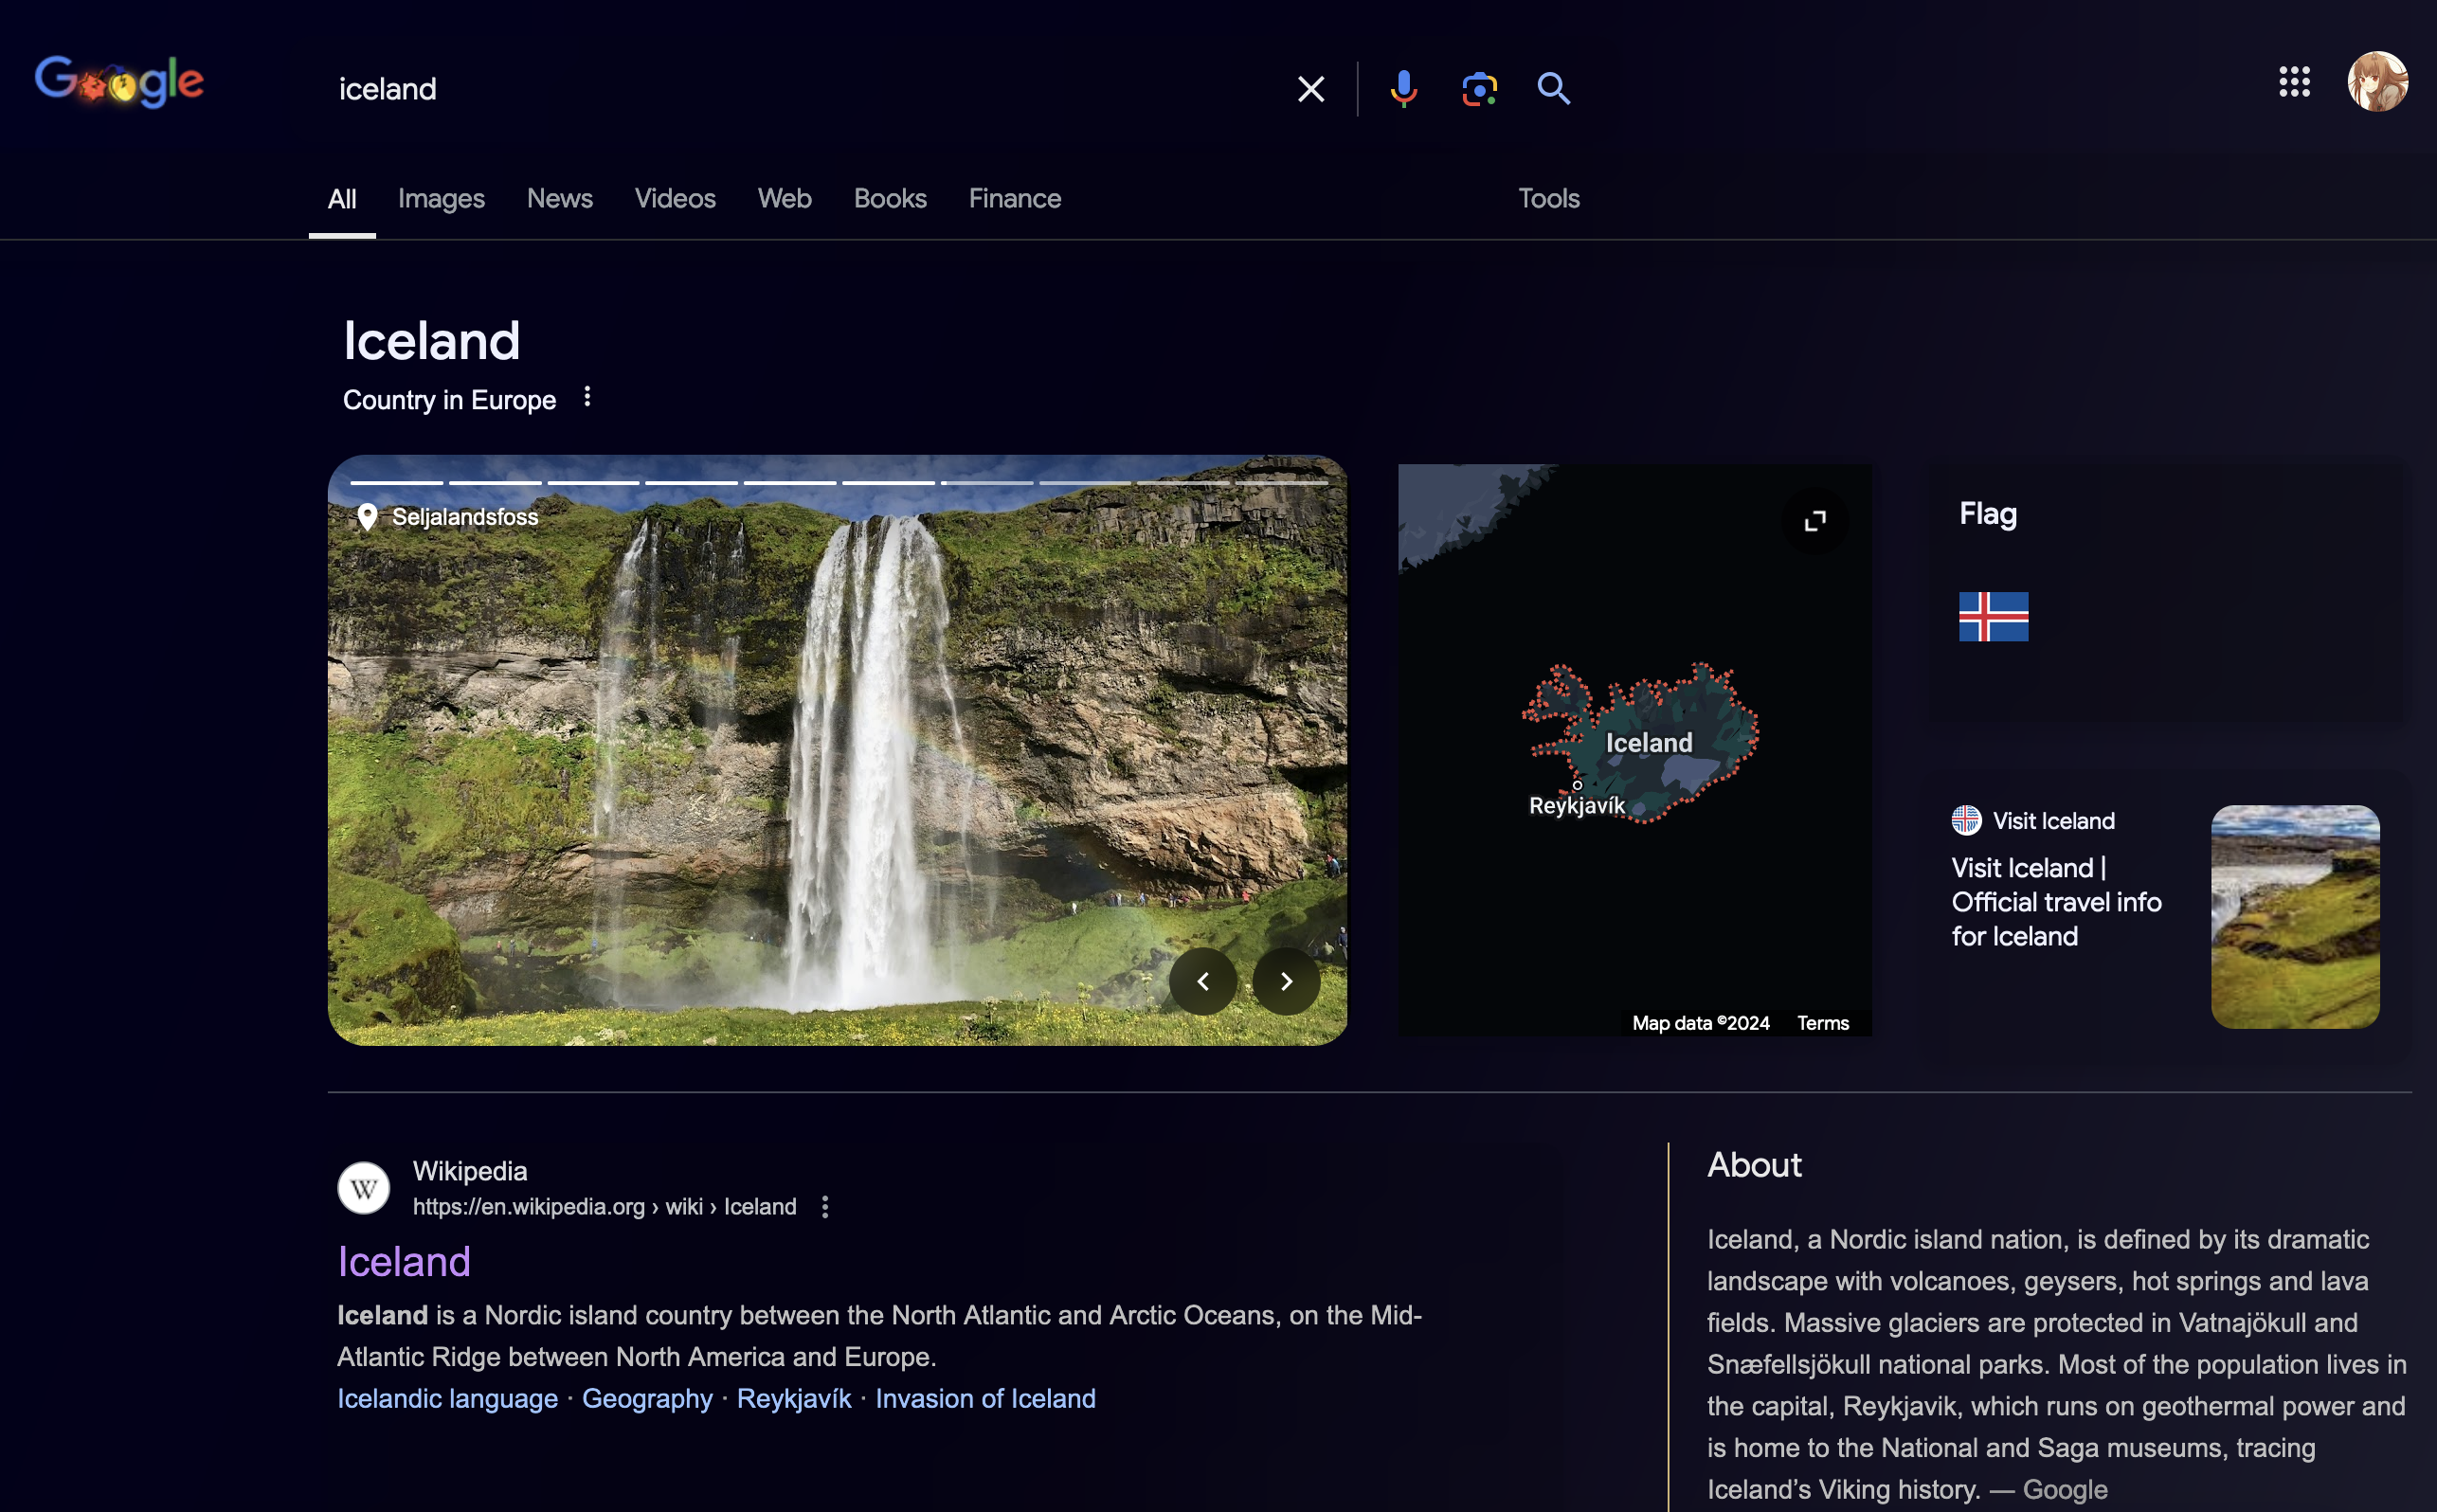 Google
iceland
All Images News Videos Web Books Finance Tools
Iceland
Country in Europe
Seljalandsfoss
Iceland
Reykjavík
Map data ©2024 Terms
Flag
Visit Iceland
Visit Iceland |
Official travel info
for Iceland
Wikipedia
https://en.wikipedia.org › wiki › Iceland
Iceland
Iceland is a Nordic island country between the North Atlantic and Arctic Oceans, on the Mid-
Atlantic Ridge between North America and Europe.
Icelandic language · Geography · Reykjavík · Invasion of Iceland
About
Iceland, a Nordic island nation, is defined by its dramatic
landscape with volcanoes, geysers, hot springs and lava
fields. Massive glaciers are protected in Vatnajökull and
Snæfellsjökull national parks. Most of the population lives in
the capital, Reykjavik, which runs on geothermal power and
is home to the National and Saga museums, tracing
Iceland’s Viking history. — Google